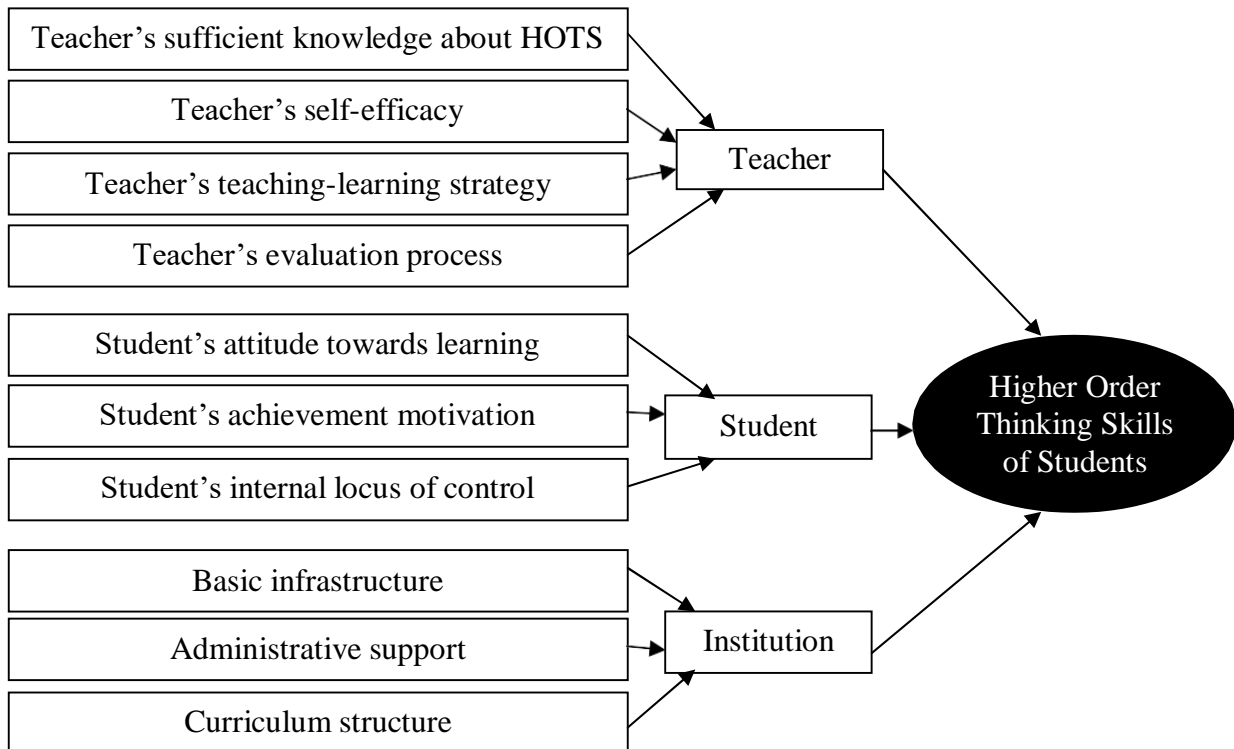 Teacher’s sufficient knowledge about HOTS
Teacher’s self-efficacy
Teacher’s teaching-learning strategy
Teacher’s evaluation process
Teacher
Student’s attitude towards learning
Student’s achievement motivation
Student’s internal locus of control
Student
Basic infrastructure
Administrative support
Curriculum structure
Institution
Higher Order
Thinking Skills
of Students